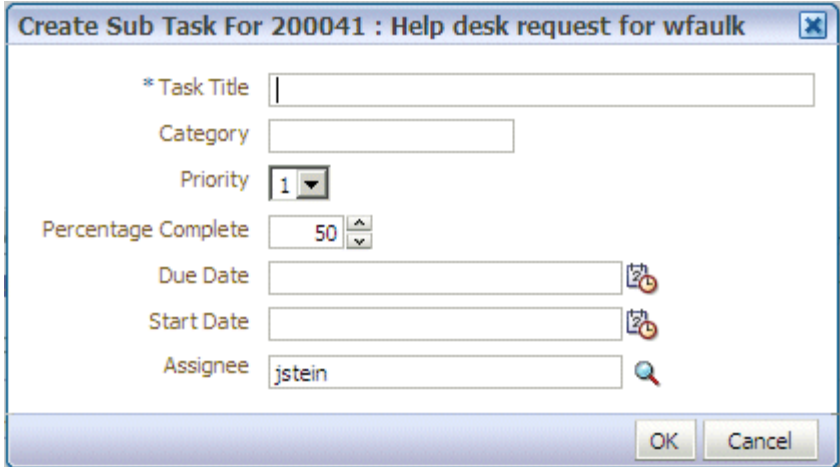 Create Sub Task For 200041 : Help desk request for wfaulk
* Task Title
Category
Priority 1
Percentage Complete 50
Due Date
Start Date
Assignee jstein
OK Cancel